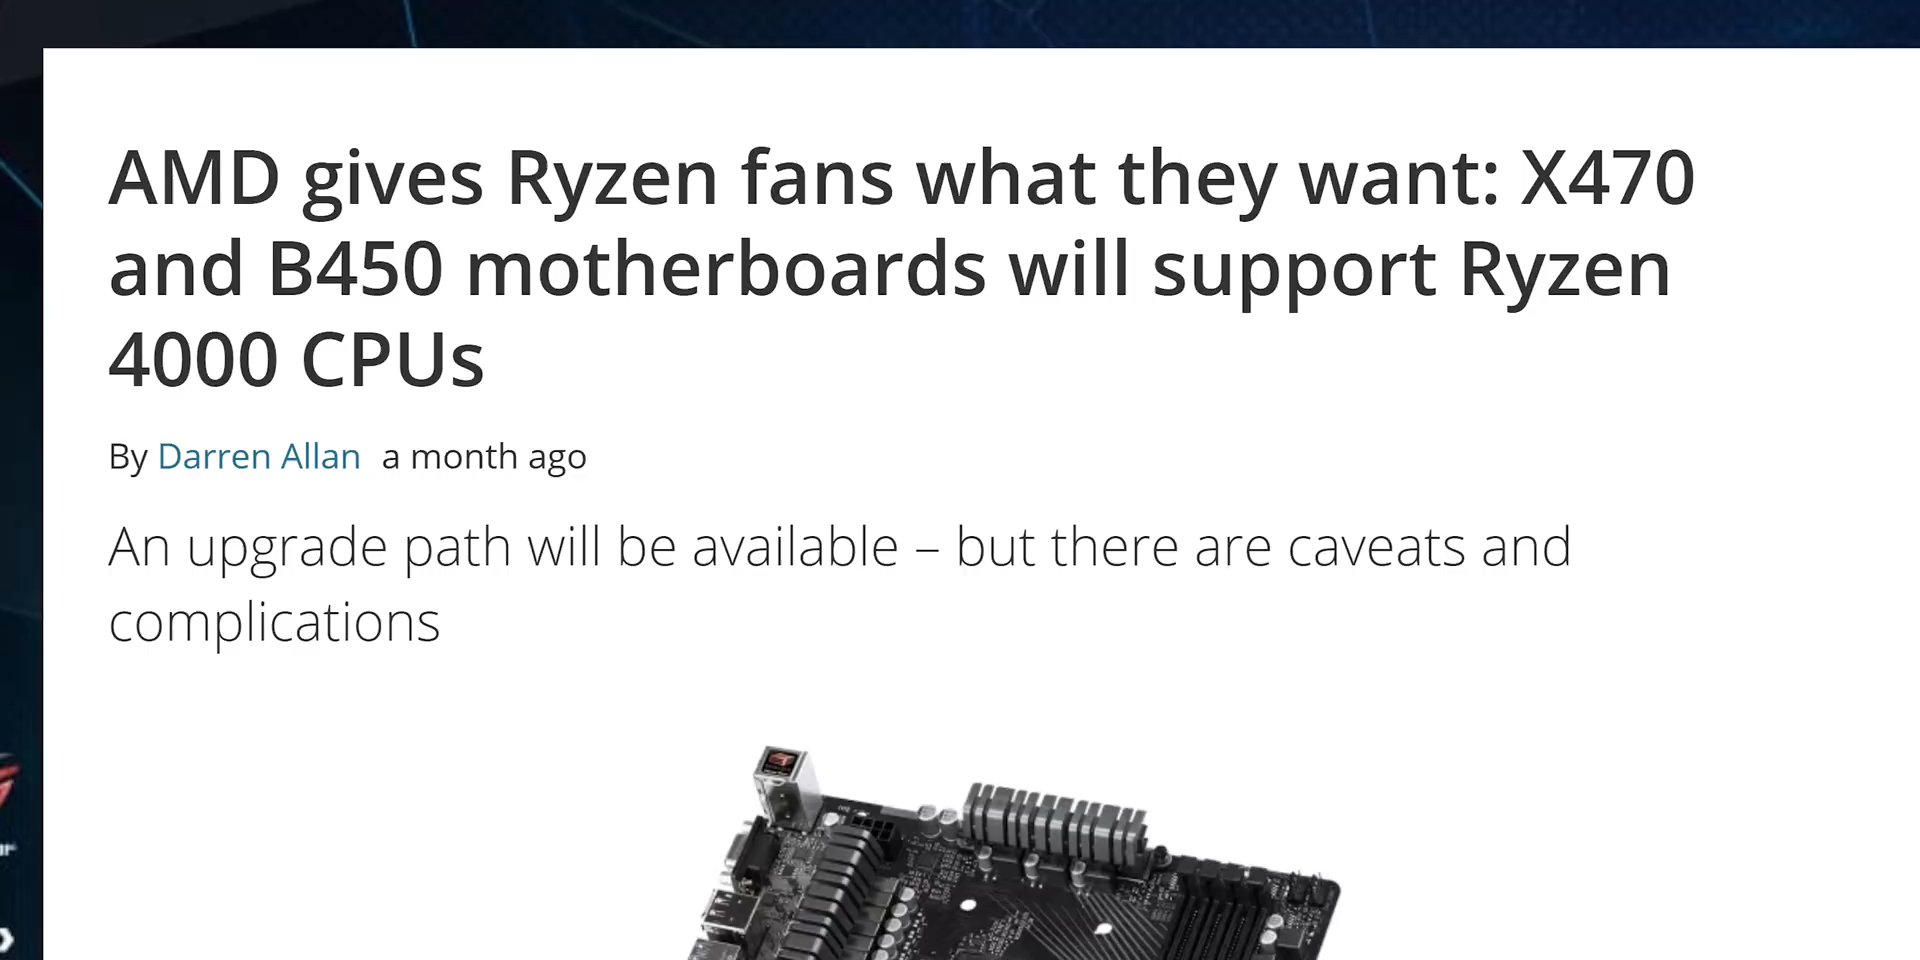 AMD gives Ryzen fans what they want: X470
and B450 motherboards will support Ryzen
4000 CPUs
By Darren Allan a month ago
An upgrade path will be available – but there are caveats and
complications